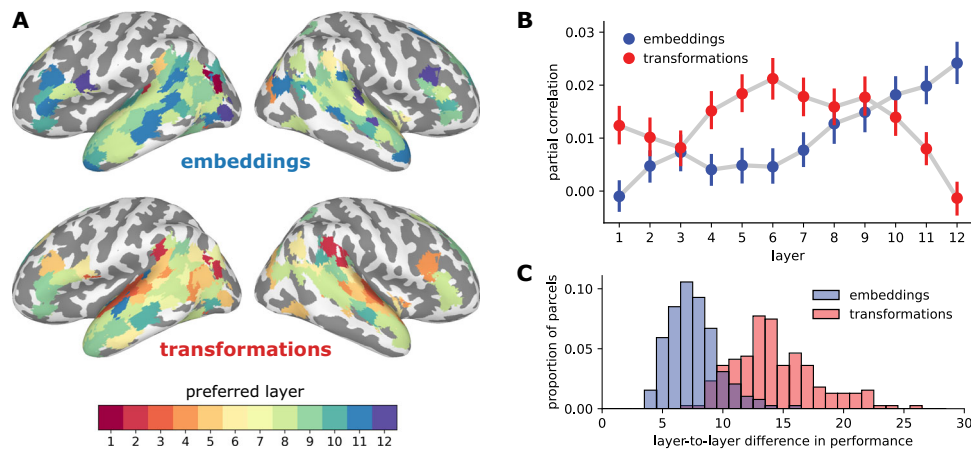 A
embeddings
transformations
preferred layer
1 2 3 4 5 6 7 8 9 10 11 12
B
embeddings
transformations
partial correlation
0.03
0.02
0.01
0.00
1 2 3 4 5 6 7 8 9 10 11 12
layer
C
embeddings
transformations
proportion of parcels
0.10
0.05
0.00
0 5 10 15 20 25 30
layer-to-layer difference in performance